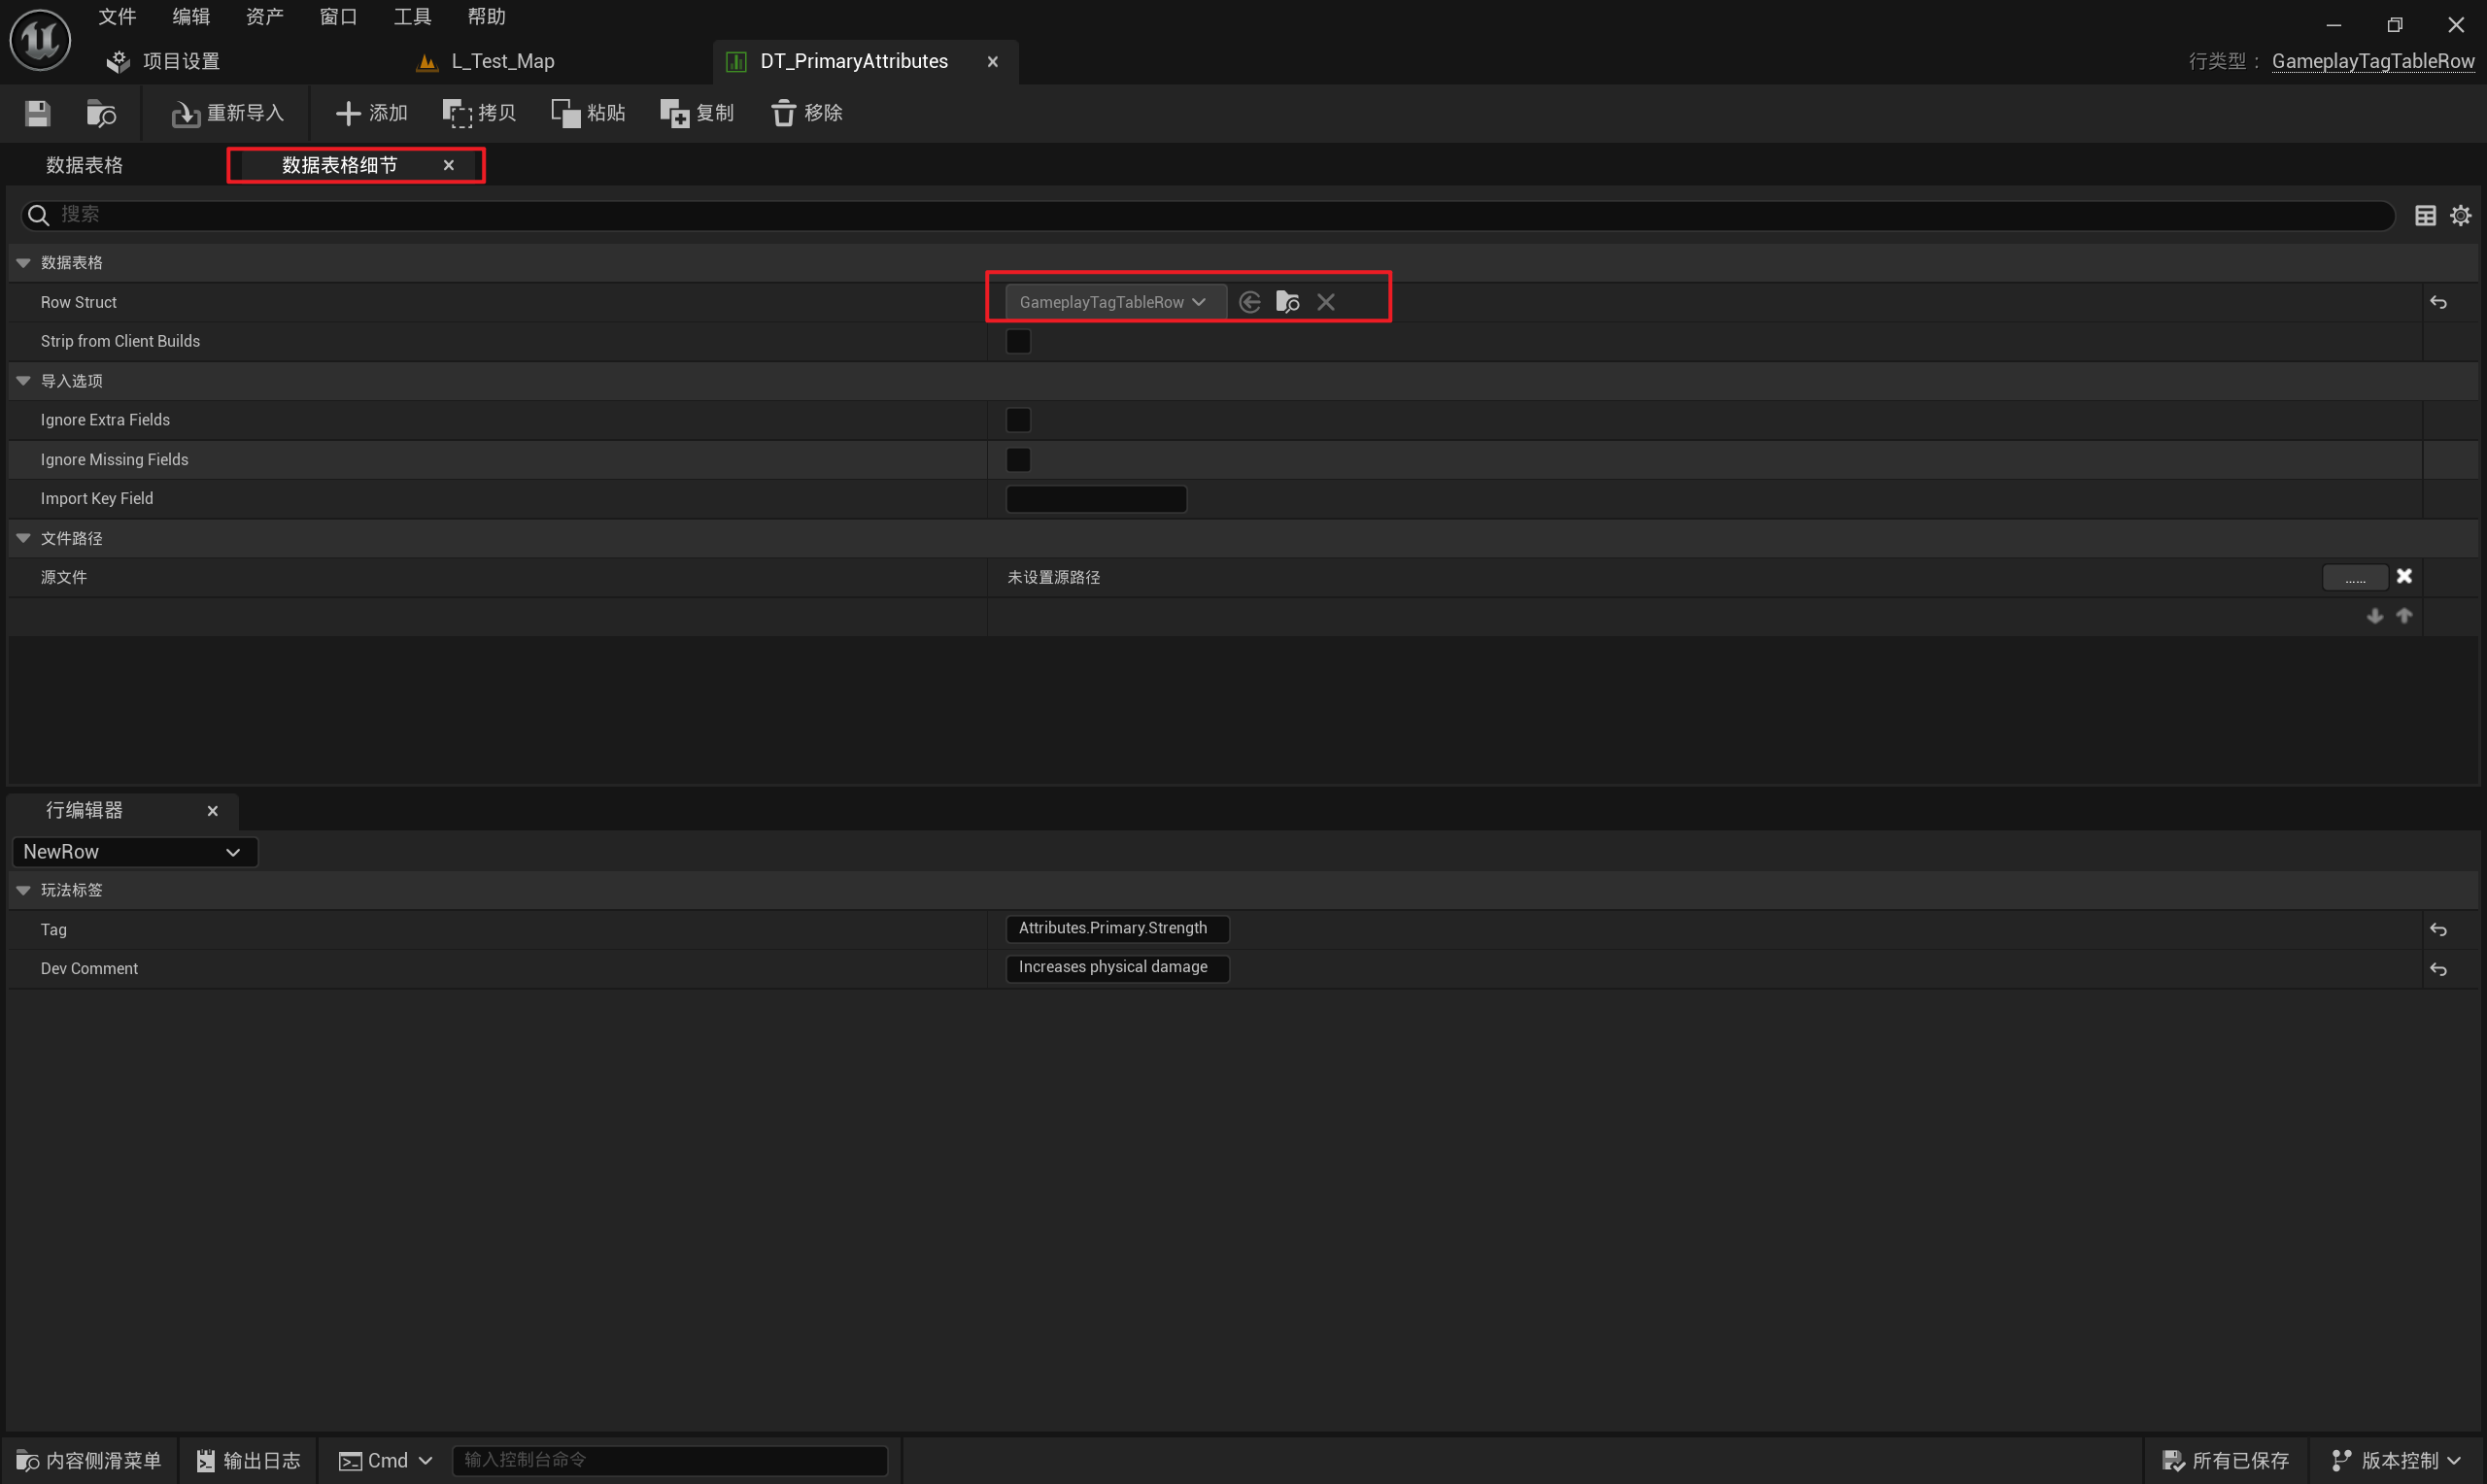 文件 编辑 资产 窗口 工具 帮助
项目设置 L_Test_Map DT_PrimaryAttributes 行类型： GameplayTagTableRow
重新导入 添加 拷贝 粘贴 复制 移除
数据表格 数据表格细节
搜索
数据表格
Row Struct GameplayTagTableRow
Strip from Client Builds
导入选项
Ignore Extra Fields
Ignore Missing Fields
Import Key Field
文件路径
源文件 未设置源路径 ......
行编辑器
NewRow
玩法标签
Tag Attributes.Primary.Strength
Dev Comment Increases physical damage
内容侧滑菜单 输出日志 Cmd 输入控制台命令 所有已保存 版本控制